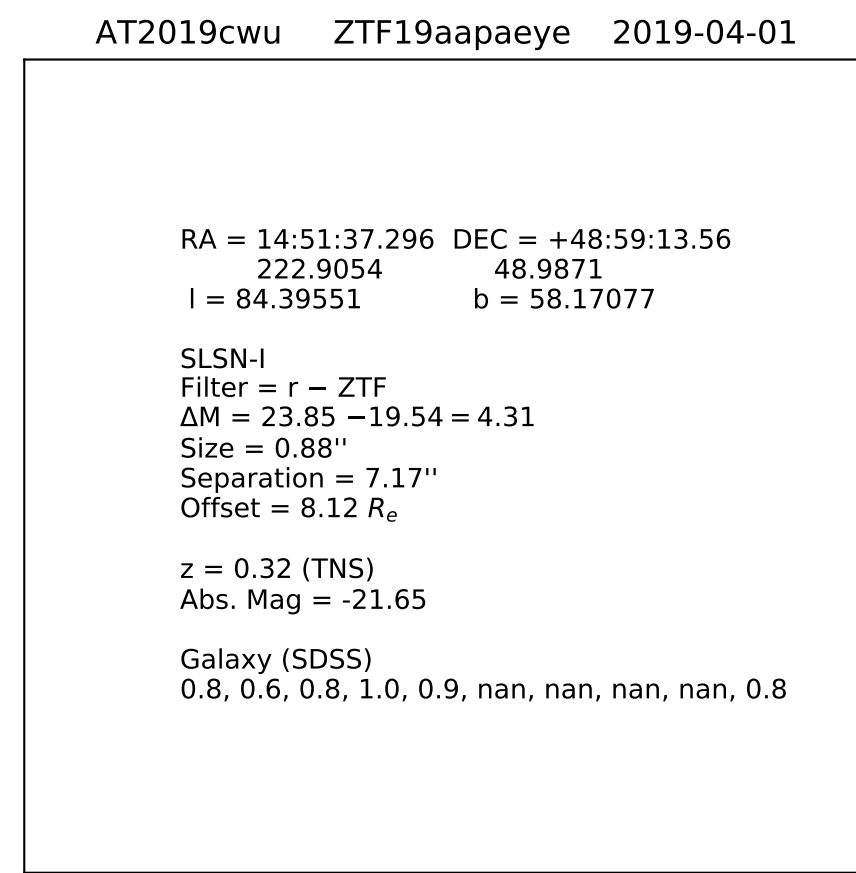 AT2019cwu ZTF19aapaeye 2019-04-01
RA = 14:51:37.296 DEC = +48:59:13.56
222.9054 48.9871
l = 84.39551 b = 58.17077
SLSN-I
Filter = r − ZTF
ΔM = 23.85 −19.54 = 4.31
Size = 0.88''
Separation = 7.17''
Offset = 8.12 Re
z = 0.32 (TNS)
Abs. Mag = -21.65
Galaxy (SDSS)
0.8, 0.6, 0.8, 1.0, 0.9, nan, nan, nan, nan, 0.8